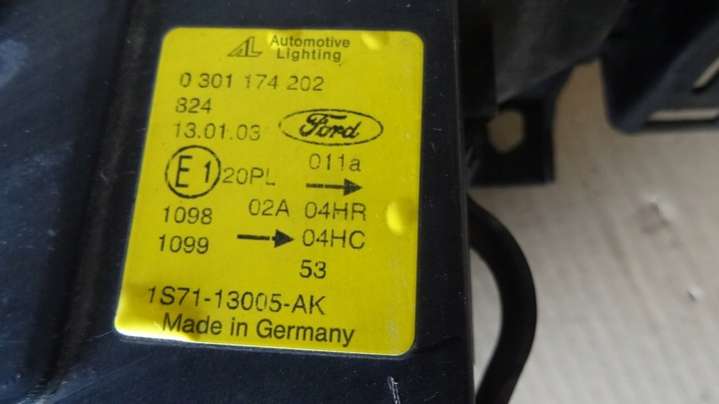 AL Automotive
Lighting
0 301 174 202
824
13.01.03 Ford
E1 20PL 011a →
1098 02A 04HR
1099 → 04HC
53
1S71-13005-AK
Made in Germany